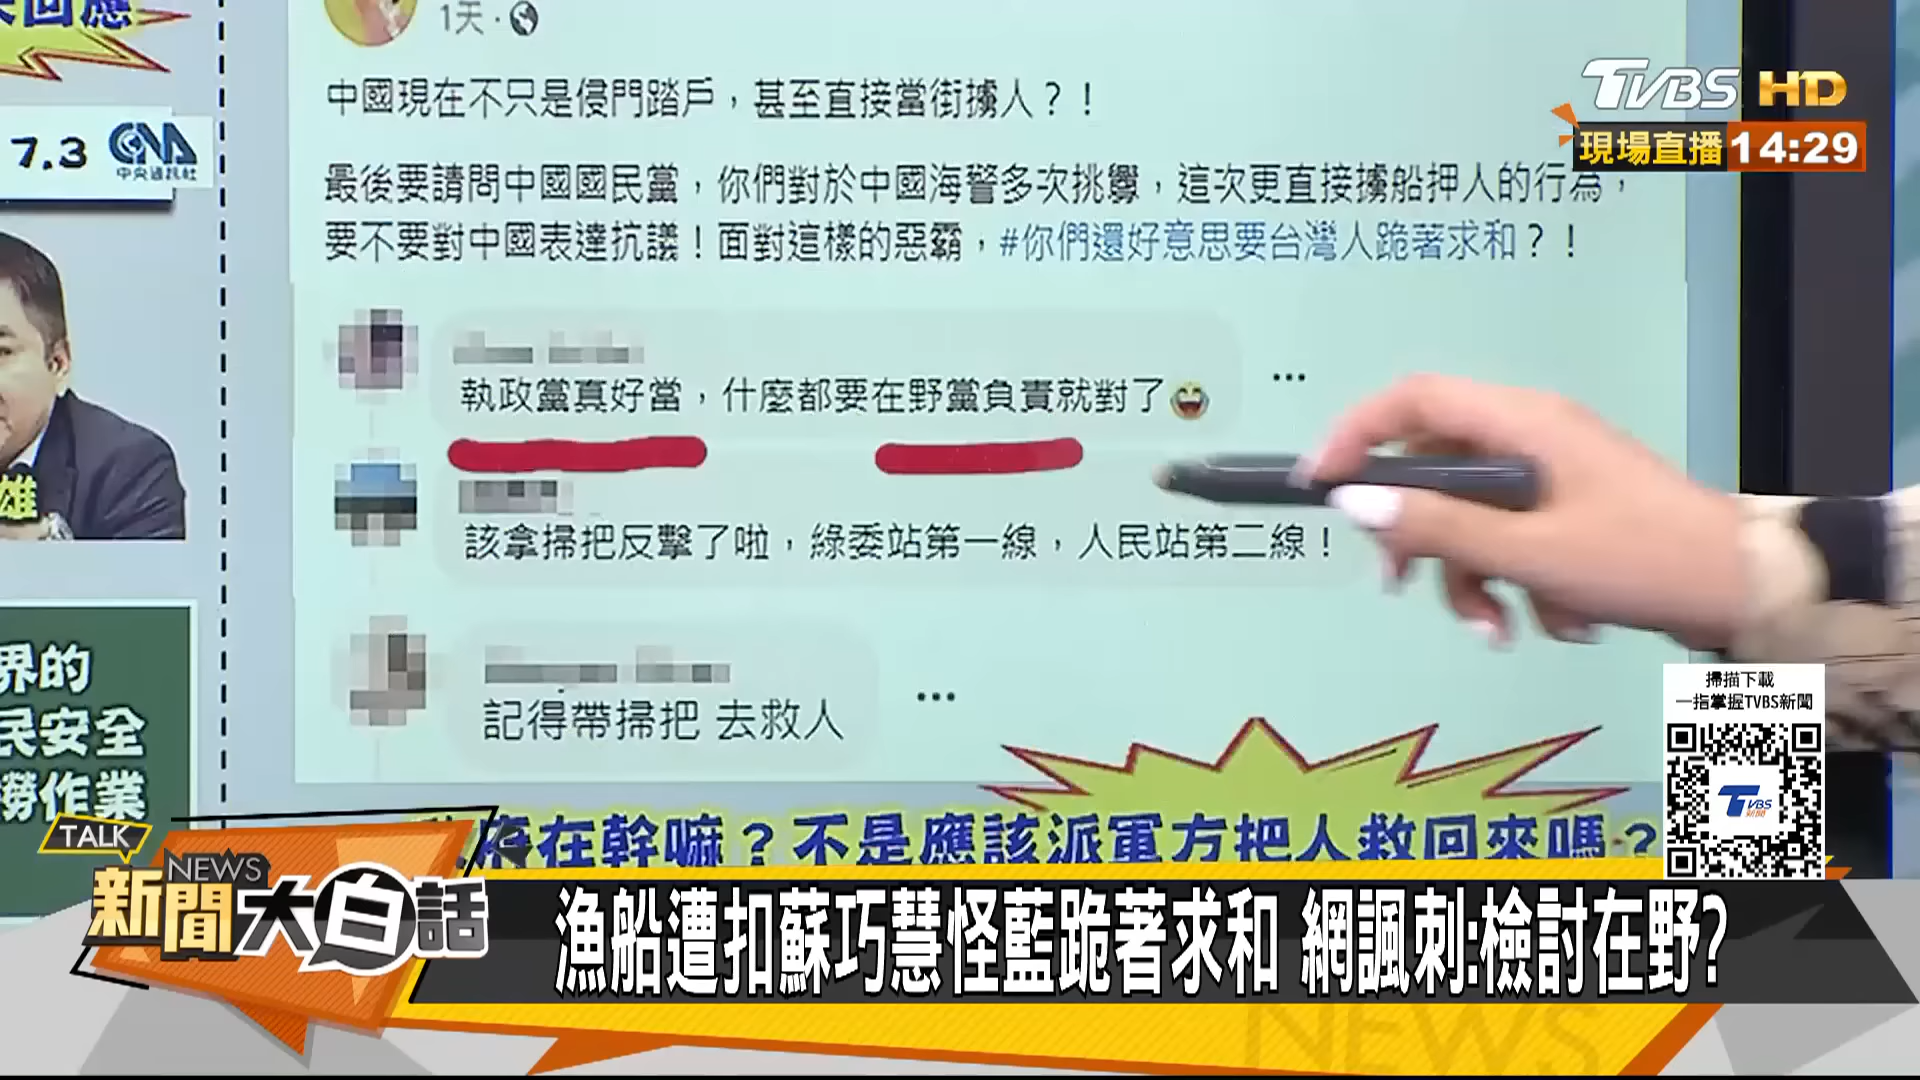 回應
7.3 CNA
中央通訊社
雄
界的
民安全
勞作業
1天
中國現在不只是侵門踏戶，甚至直接當街擄人？！
最後要請問中國國民黨，你們對於中國海警多次挑釁，這次更直接擄船押人的行為，
要不要對中國表達抗議！面對這樣的惡霸，#你們還好意思要台灣人跪著求和？！
執政黨真好當，什麼都要在野黨負責就對了😆
該拿掃把反擊了啦，綠委站第一線，人民站第二線！
記得帶掃把 去救人
府在幹嘛？不是應該派軍方把人救回來嗎？
TVBS HD
現場直播 14:29
掃描下載
一指掌握TVBS新聞
TVBS
新聞
TALK
NEWS
新聞大白話
漁船遭扣蘇巧慧怪藍跪著求和 網諷刺:檢討在野?
NEWS